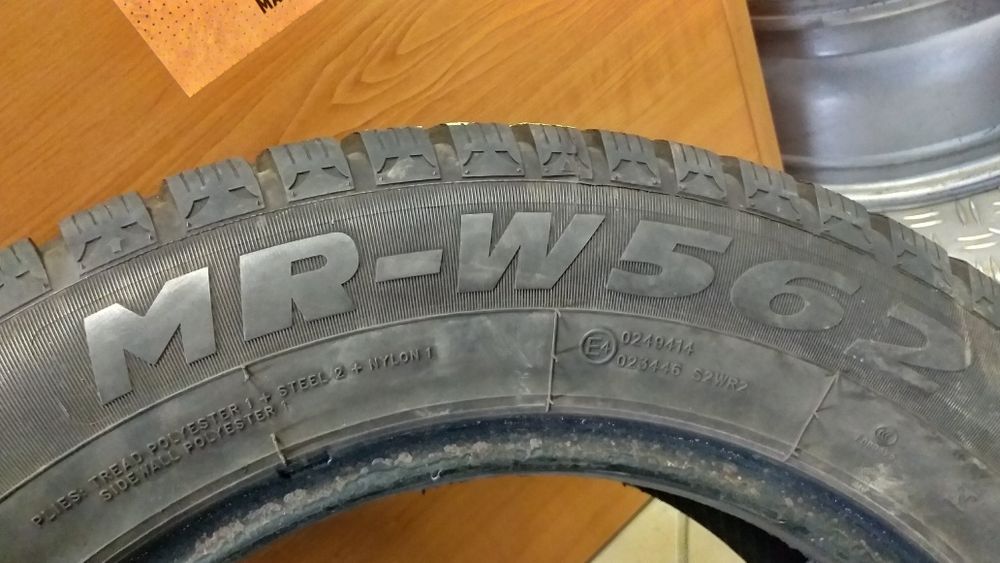 MR-W562
E4
0249414
023446 S2WR2
PLIES: TREAD POLYESTER 1 + STEEL 2 + NYLON 1
SIDEWALL POLYESTER 1